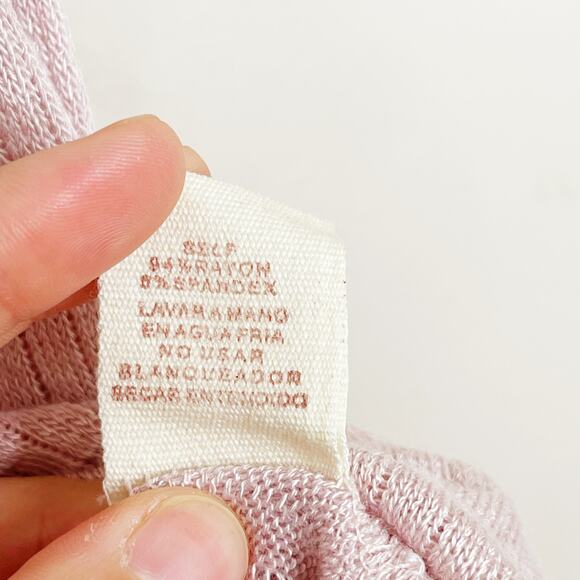 SELF
94%RAYON
6%SPANDEX
LAVAR A MANO
EN AGUA FRIA
NO USAR
BLANQUEADOR
SECAR EN TENDIDO